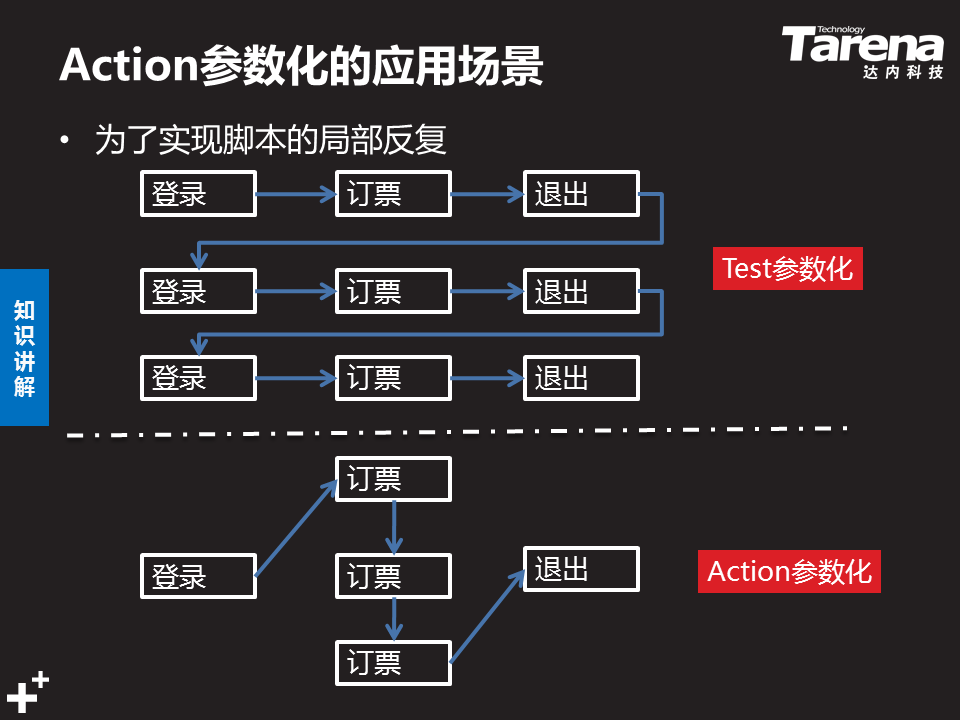 Action参数化的应用场景
Technology
Tarena
达内科技
• 为了实现脚本的局部反复
登录
订票
退出
Test参数化
登录
订票
退出
登录
订票
退出
知识讲解
订票
登录
订票
退出
Action参数化
订票